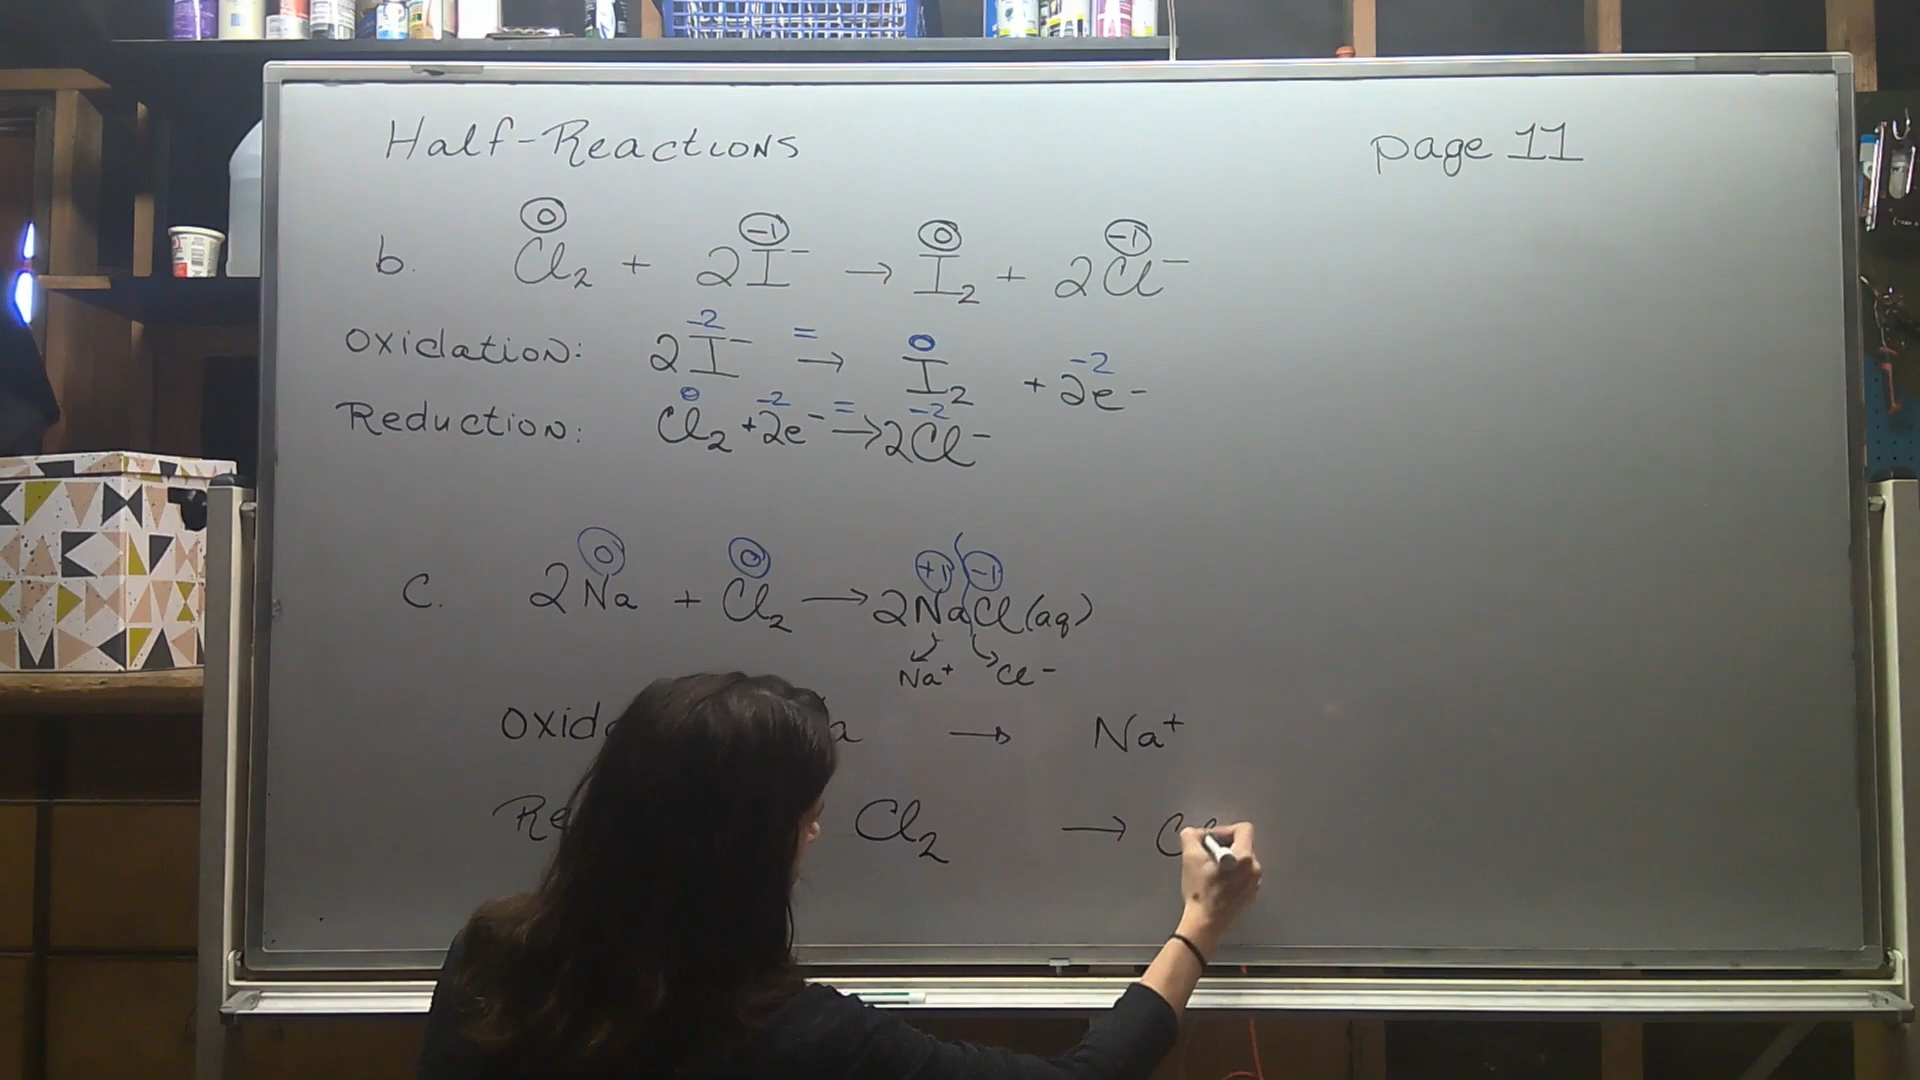 Half-Reactions page 11
0 -1 0 -1
b. Cl₂ + 2I⁻ → I₂ + 2Cl⁻
-2 = 0 -2
Oxidation: 2I⁻ → I₂ + 2e⁻
0 -2 = -2
Reduction: Cl₂ + 2e⁻ → 2Cl⁻
0 0 +1 -1
c. 2Na + Cl₂ → 2NaCl (aq)
Na⁺ Cl⁻
→ Na⁺
Cl₂ →